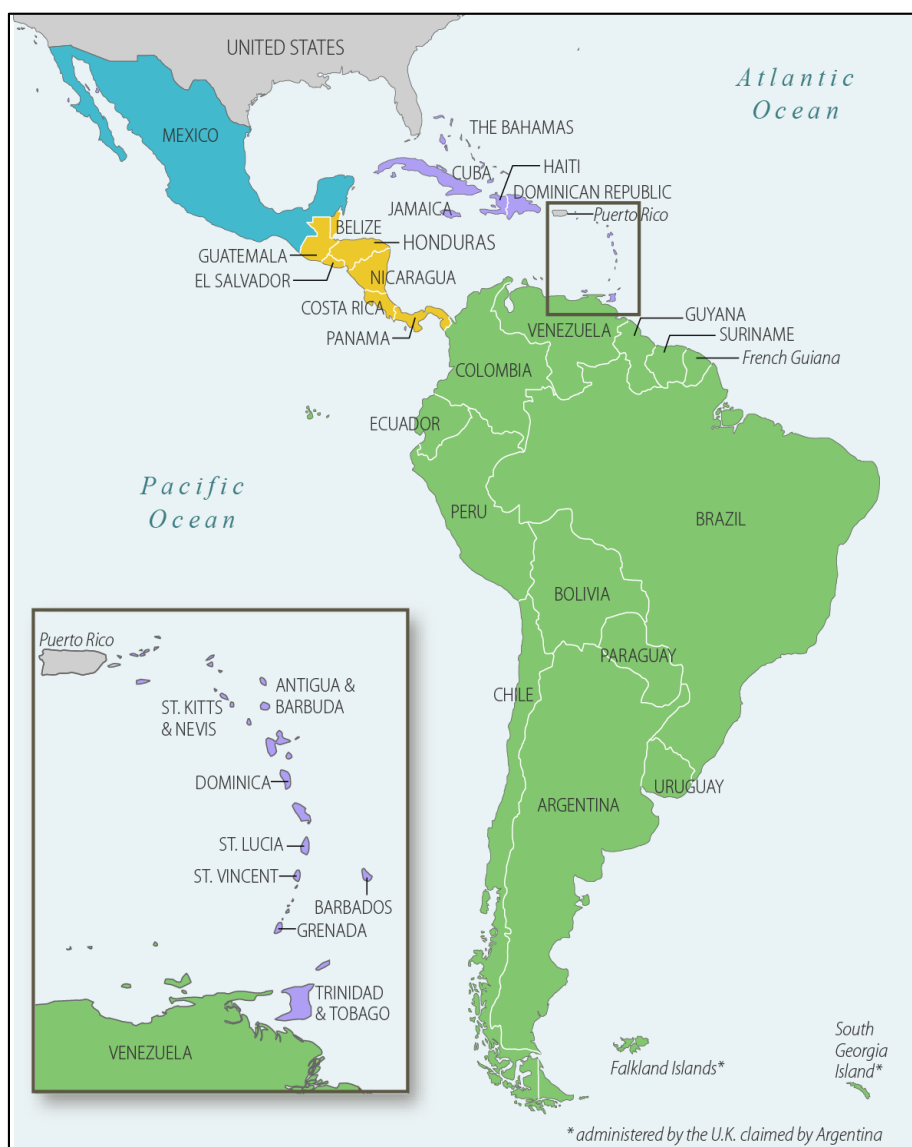 UNITED STATES
Atlantic
Ocean
MEXICO
THE BAHAMAS
CUBA
HAITI
DOMINICAN REPUBLIC
JAMAICA
Puerto Rico
BELIZE
HONDURAS
GUATEMALA
EL SALVADOR
NICARAGUA
COSTA RICA
PANAMA
VENEZUELA
GUYANA
SURINAME
French Guiana
COLOMBIA
ECUADOR
Pacific
Ocean
PERU
BRAZIL
BOLIVIA
PARAGUAY
CHILE
URUGUAY
ARGENTINA
Puerto Rico
ANTIGUA &
BARBUDA
ST. KITTS
& NEVIS
DOMINICA
ST. LUCIA
ST. VINCENT
BARBADOS
GRENADA
TRINIDAD
& TOBAGO
VENEZUELA
Falkland Islands*
South
Georgia
Island*
* administered by the U.K. claimed by Argentina